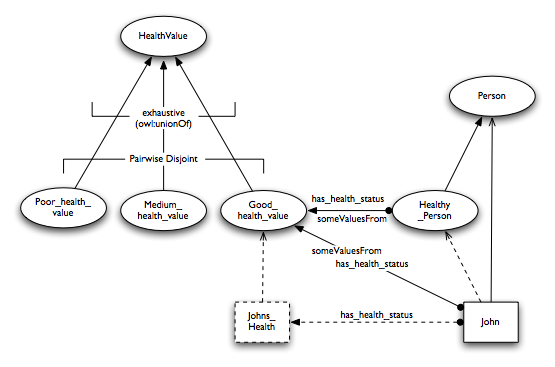 HealthValue
Person
exhaustive
(owl:unionOf)
Pairwise Disjoint
Poor_health_
value
Medium_
health_value
Good_
health_value
has_health_status
someValuesFrom
Healthy
_Person
someValuesFrom
has_health_status
Johns_
Health
has_health_status
John